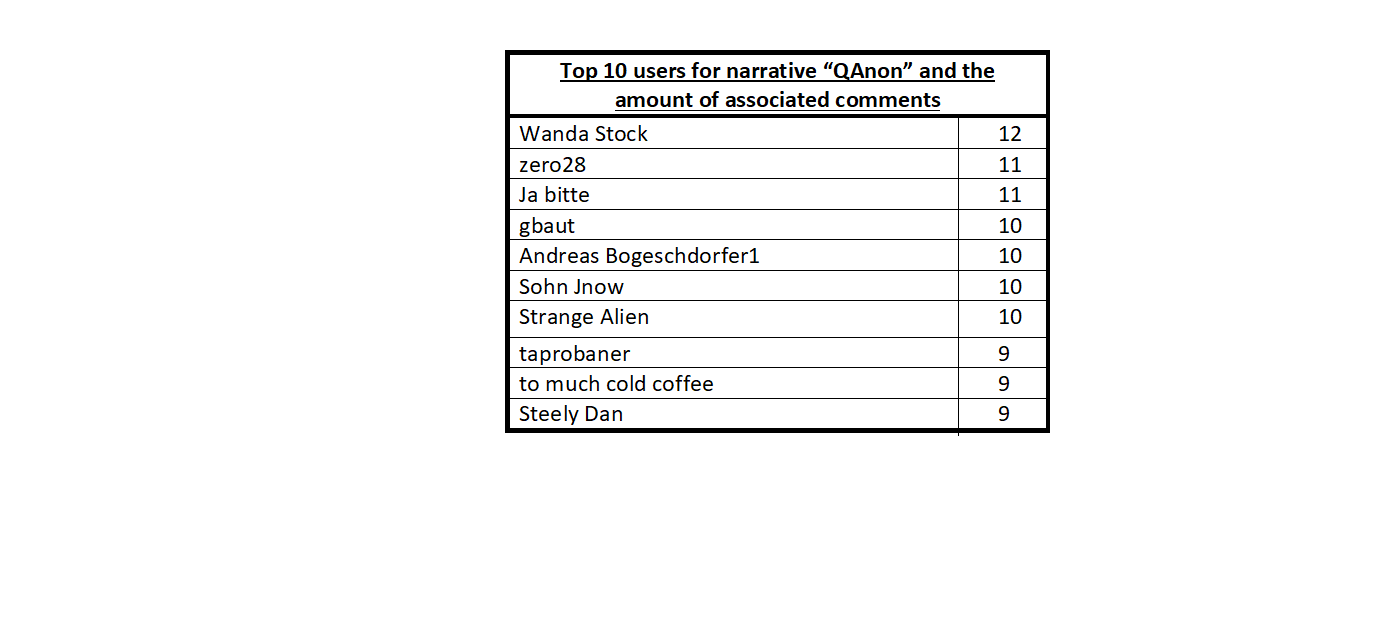 Top 10 users for narrative “QAnon” and the
amount of associated comments
Wanda Stock 12
zero28 11
Ja bitte 11
gbaut 10
Andreas Bogeschdorfer1 10
Sohn Jnow 10
Strange Alien 10
taprobaner 9
to much cold coffee 9
Steely Dan 9